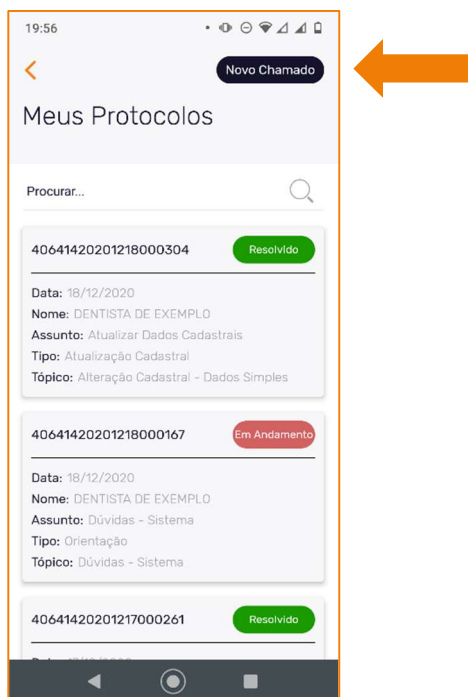 19:56
Novo Chamado
Meus Protocolos
Procurar...
40641420201218000304 Resolvido
Data: 18/12/2020
Nome: DENTISTA DE EXEMPLO
Assunto: Atualizar Dados Cadastrais
Tipo: Atualização Cadastral
Tópico: Alteração Cadastral - Dados Simples
40641420201218000167 Em Andamento
Data: 18/12/2020
Nome: DENTISTA DE EXEMPLO
Assunto: Dúvidas - Sistema
Tipo: Orientação
Tópico: Dúvidas - Sistema
40641420201217000261 Resolvido